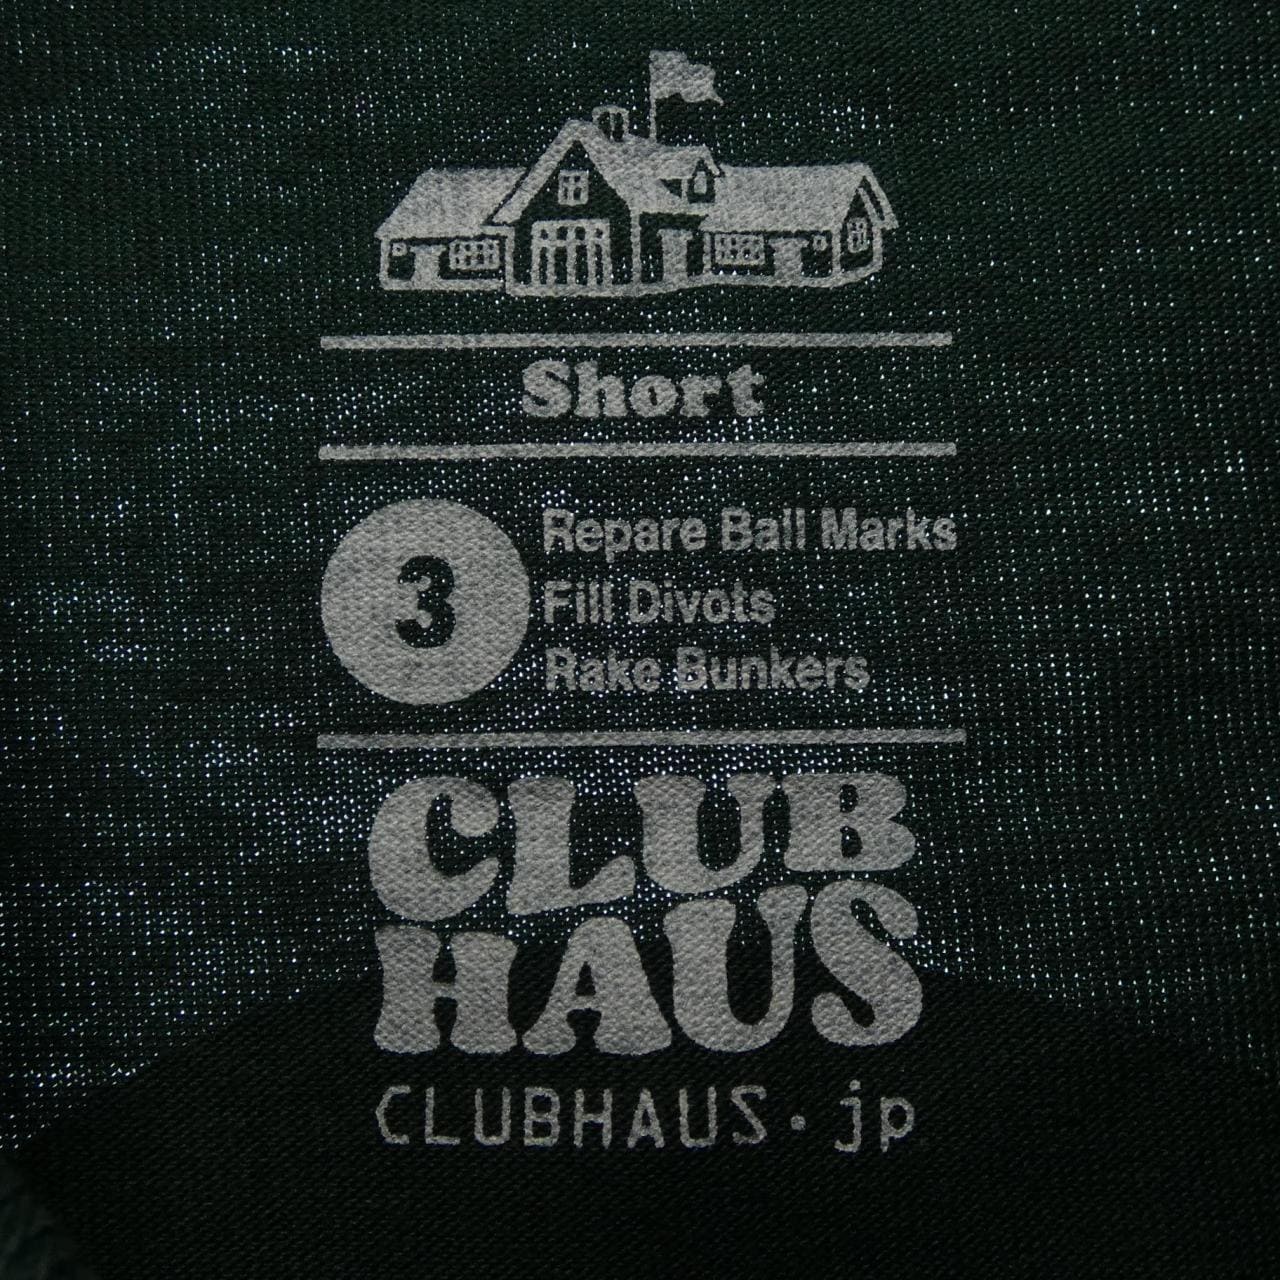 Short
3
Repare Ball Marks
Fill Divots
Rake Bunkers
CLUB
HAUS
CLUBHAUS.jp